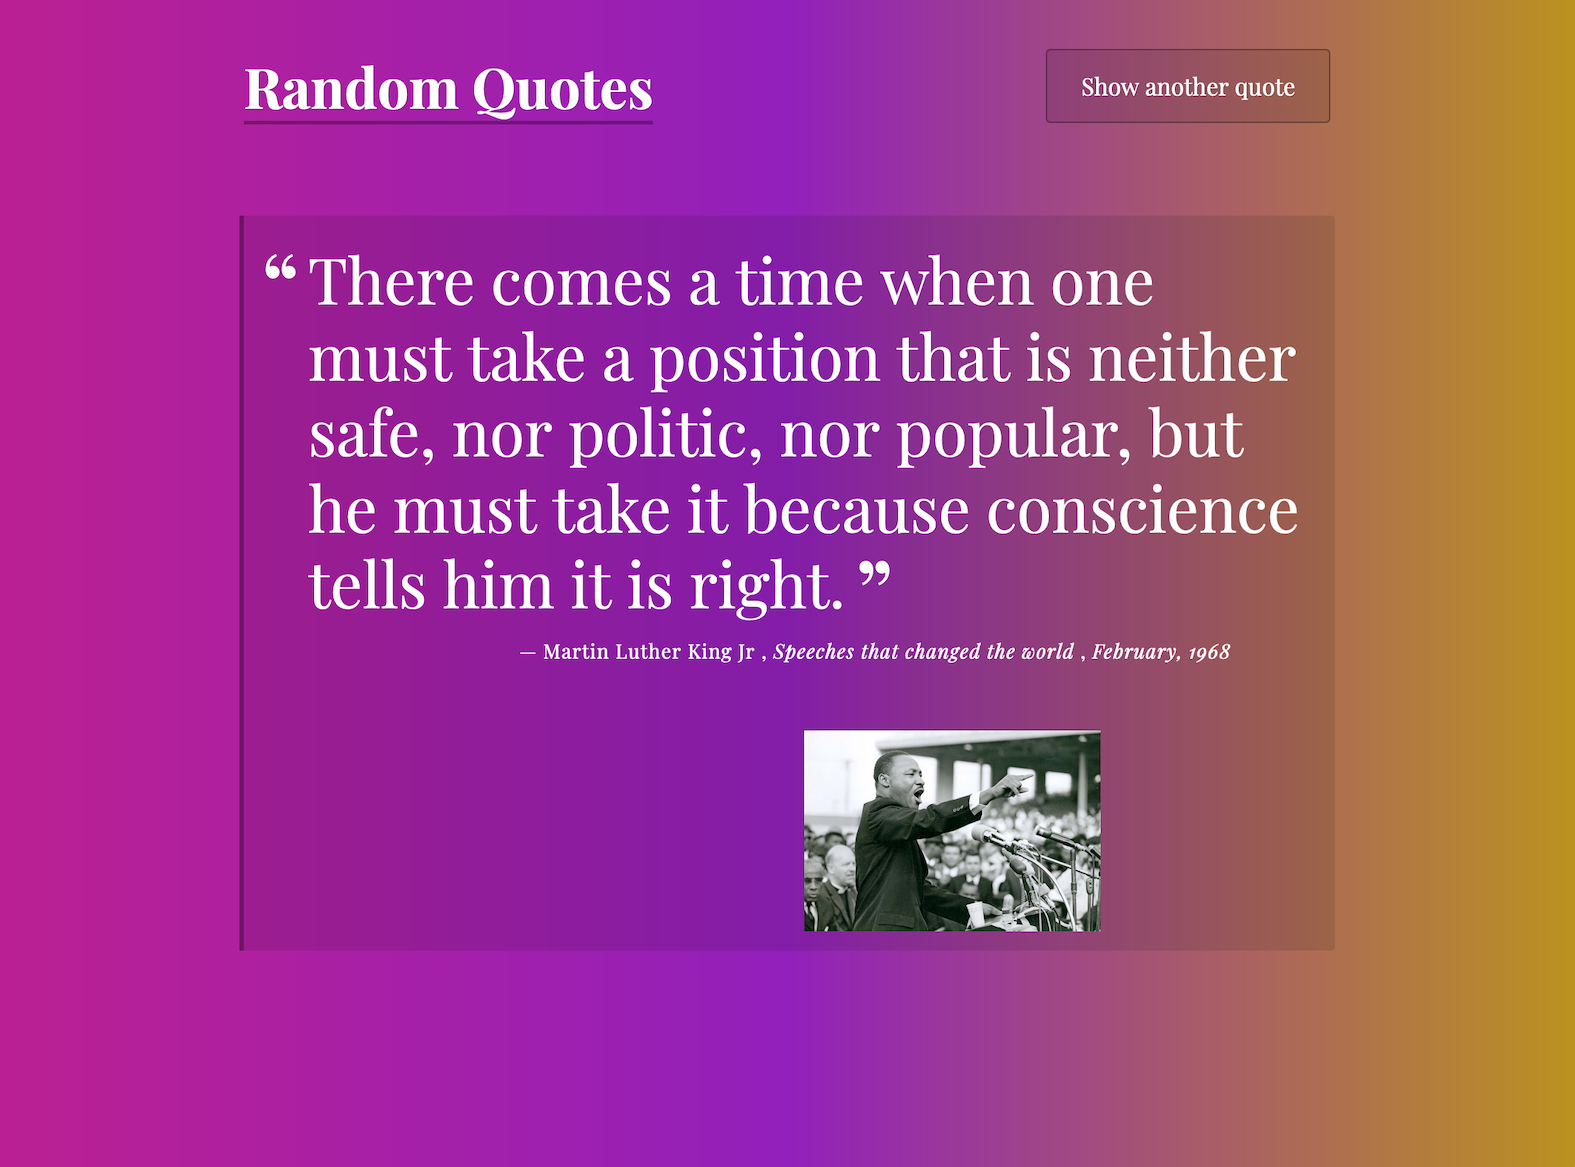 Random Quotes
Show another quote
“ There comes a time when one
must take a position that is neither
safe, nor politic, nor popular, but
he must take it because conscience
tells him it is right. ”
— Martin Luther King Jr , Speeches that changed the world , February, 1968